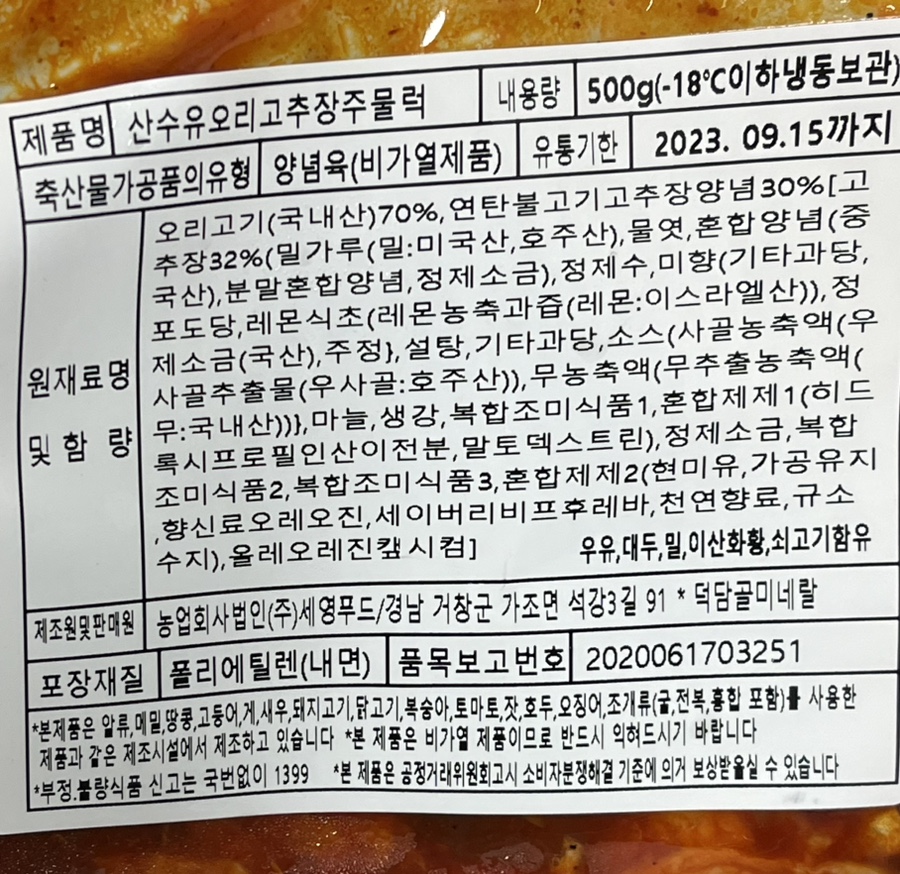 제품명 산수유오리고추장주물럭 내용량 500g(-18℃이하냉동보관)
축산물가공품의유형 양념육(비가열제품) 유통기한 2023. 09.15까지
원재료명 및 함 량
오리고기(국내산)70%,연탄불고기고추장양념30%[고
추장32%(밀가루(밀:미국산,호주산),물엿,혼합양념(중
국산),분말혼합양념,정제소금),정제수,미향(기타과당,
포도당,레몬식초(레몬농축과즙(레몬:이스라엘산)),정
제소금(국산),주정},설탕,기타과당,소스(사골농축액(우
사골추출물(우사골:호주산)),무농축액(무추출농축액(
무:국내산))},마늘,생강,복합조미식품1,혼합제제1(히드
록시프로필인산이전분,말토덱스트린),정제소금,복합
조미식품2,복합조미식품3,혼합제제2(현미유,가공유지
,향신료오레오진,세이버리비프후레바,천연향료,규소
수지),올레오레진캪시컴] 우유,대두,밀,이산화황,쇠고기함유
제조원및판매원 농업회사법인(주)세영푸드/경남 거창군 가조면 석강3길 91 * 덕담골미네랄
포장재질 폴리에틸렌(내면) 품목보고번호 2020061703251
*본제품은 알류,메밀,땅콩,고등어,게,새우,돼지고기,닭고기,복숭아,토마토,잣,호두,오징어,조개류(굴,전복,홍합 포함)를 사용한
제품과 같은 제조시설에서 제조하고 있습니다 *본 제품은 비가열 제품이므로 반드시 익혀드시기 바랍니다
*부정.불량식품 신고는 국번없이 1399 *본 제품은 공정거래위원회고시 소비자분쟁해결 기준에 의거 보상받을실 수 있습니다